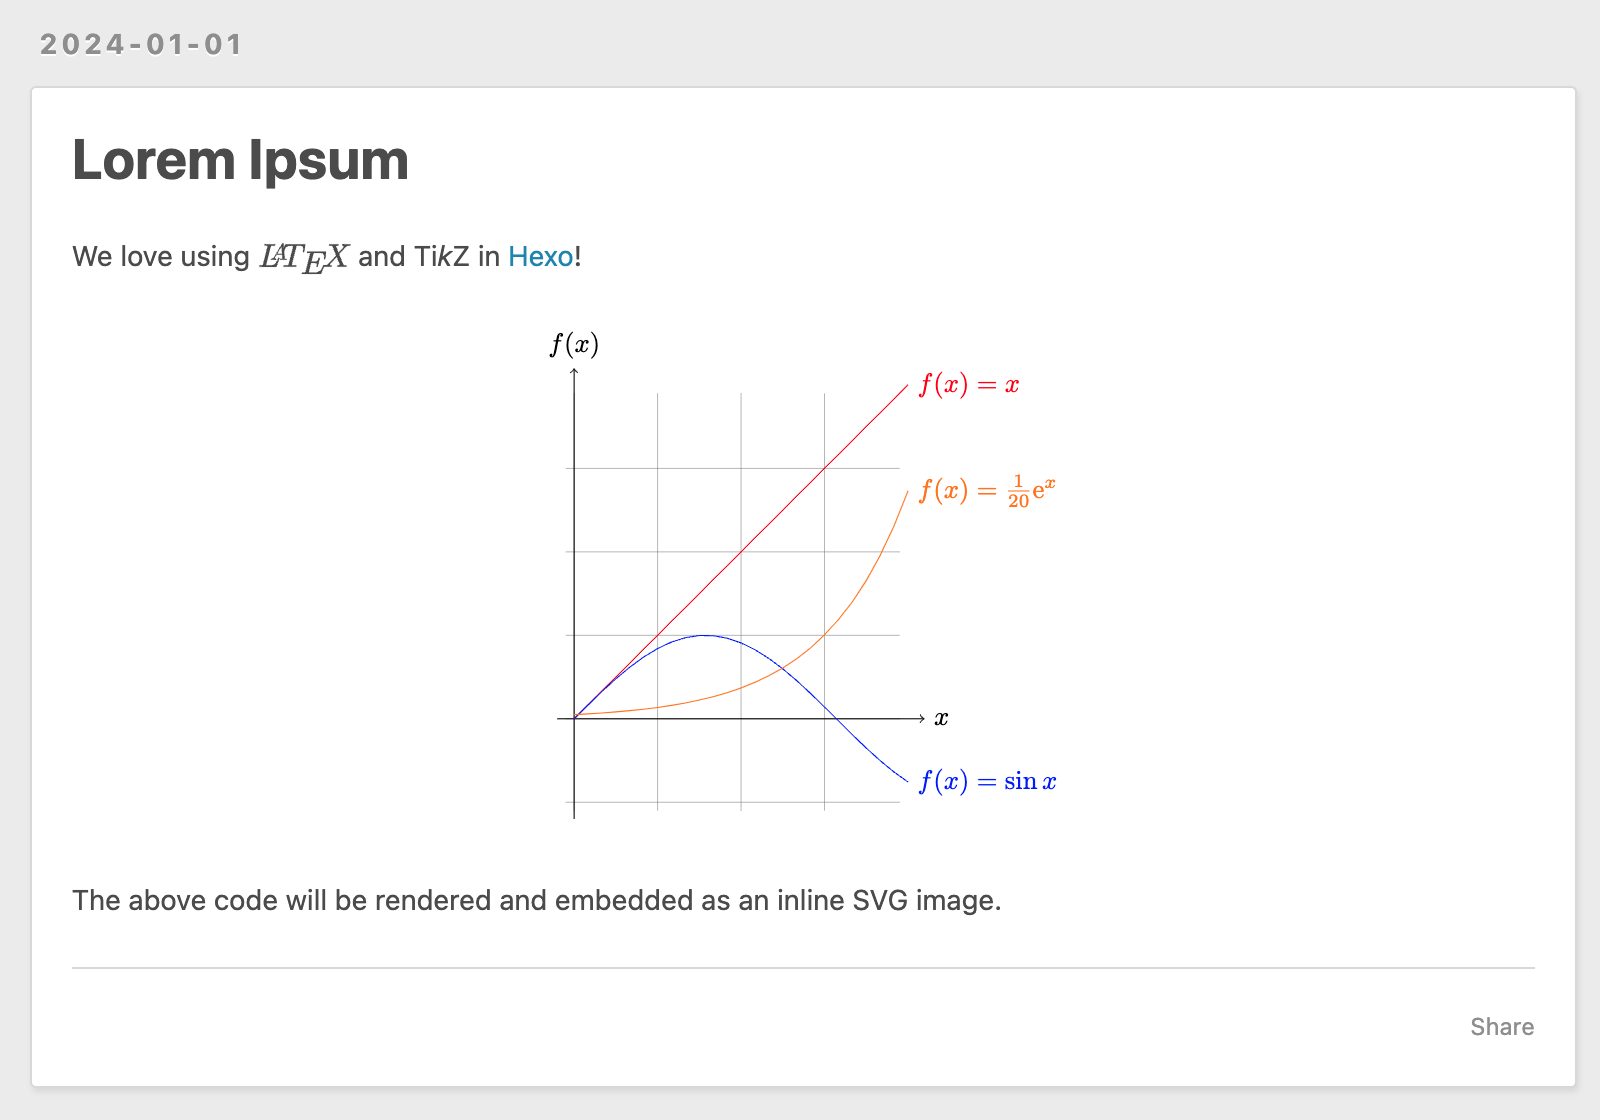 2024-01-01
Lorem Ipsum
We love using LATEX and TikZ in Hexo!
f(x)
f(x) = x
f(x) = 1/20 eˣ
x
f(x) = sin x
The above code will be rendered and embedded as an inline SVG image.
Share